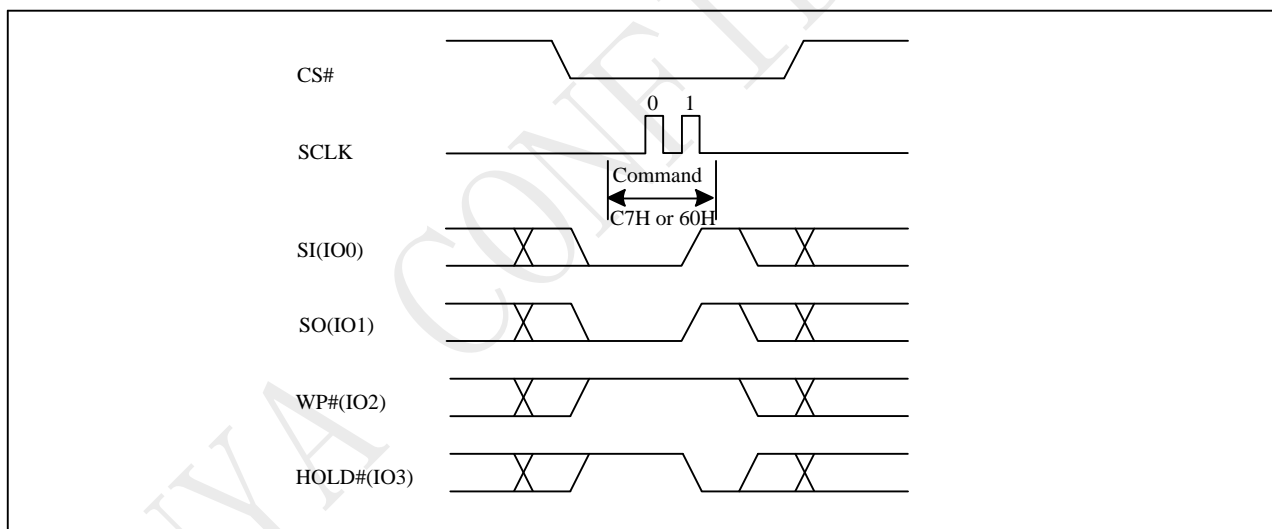 CS#
0 1
SCLK
Command
C7H or 60H
SI(IO0)
SO(IO1)
WP#(IO2)
HOLD#(IO3)